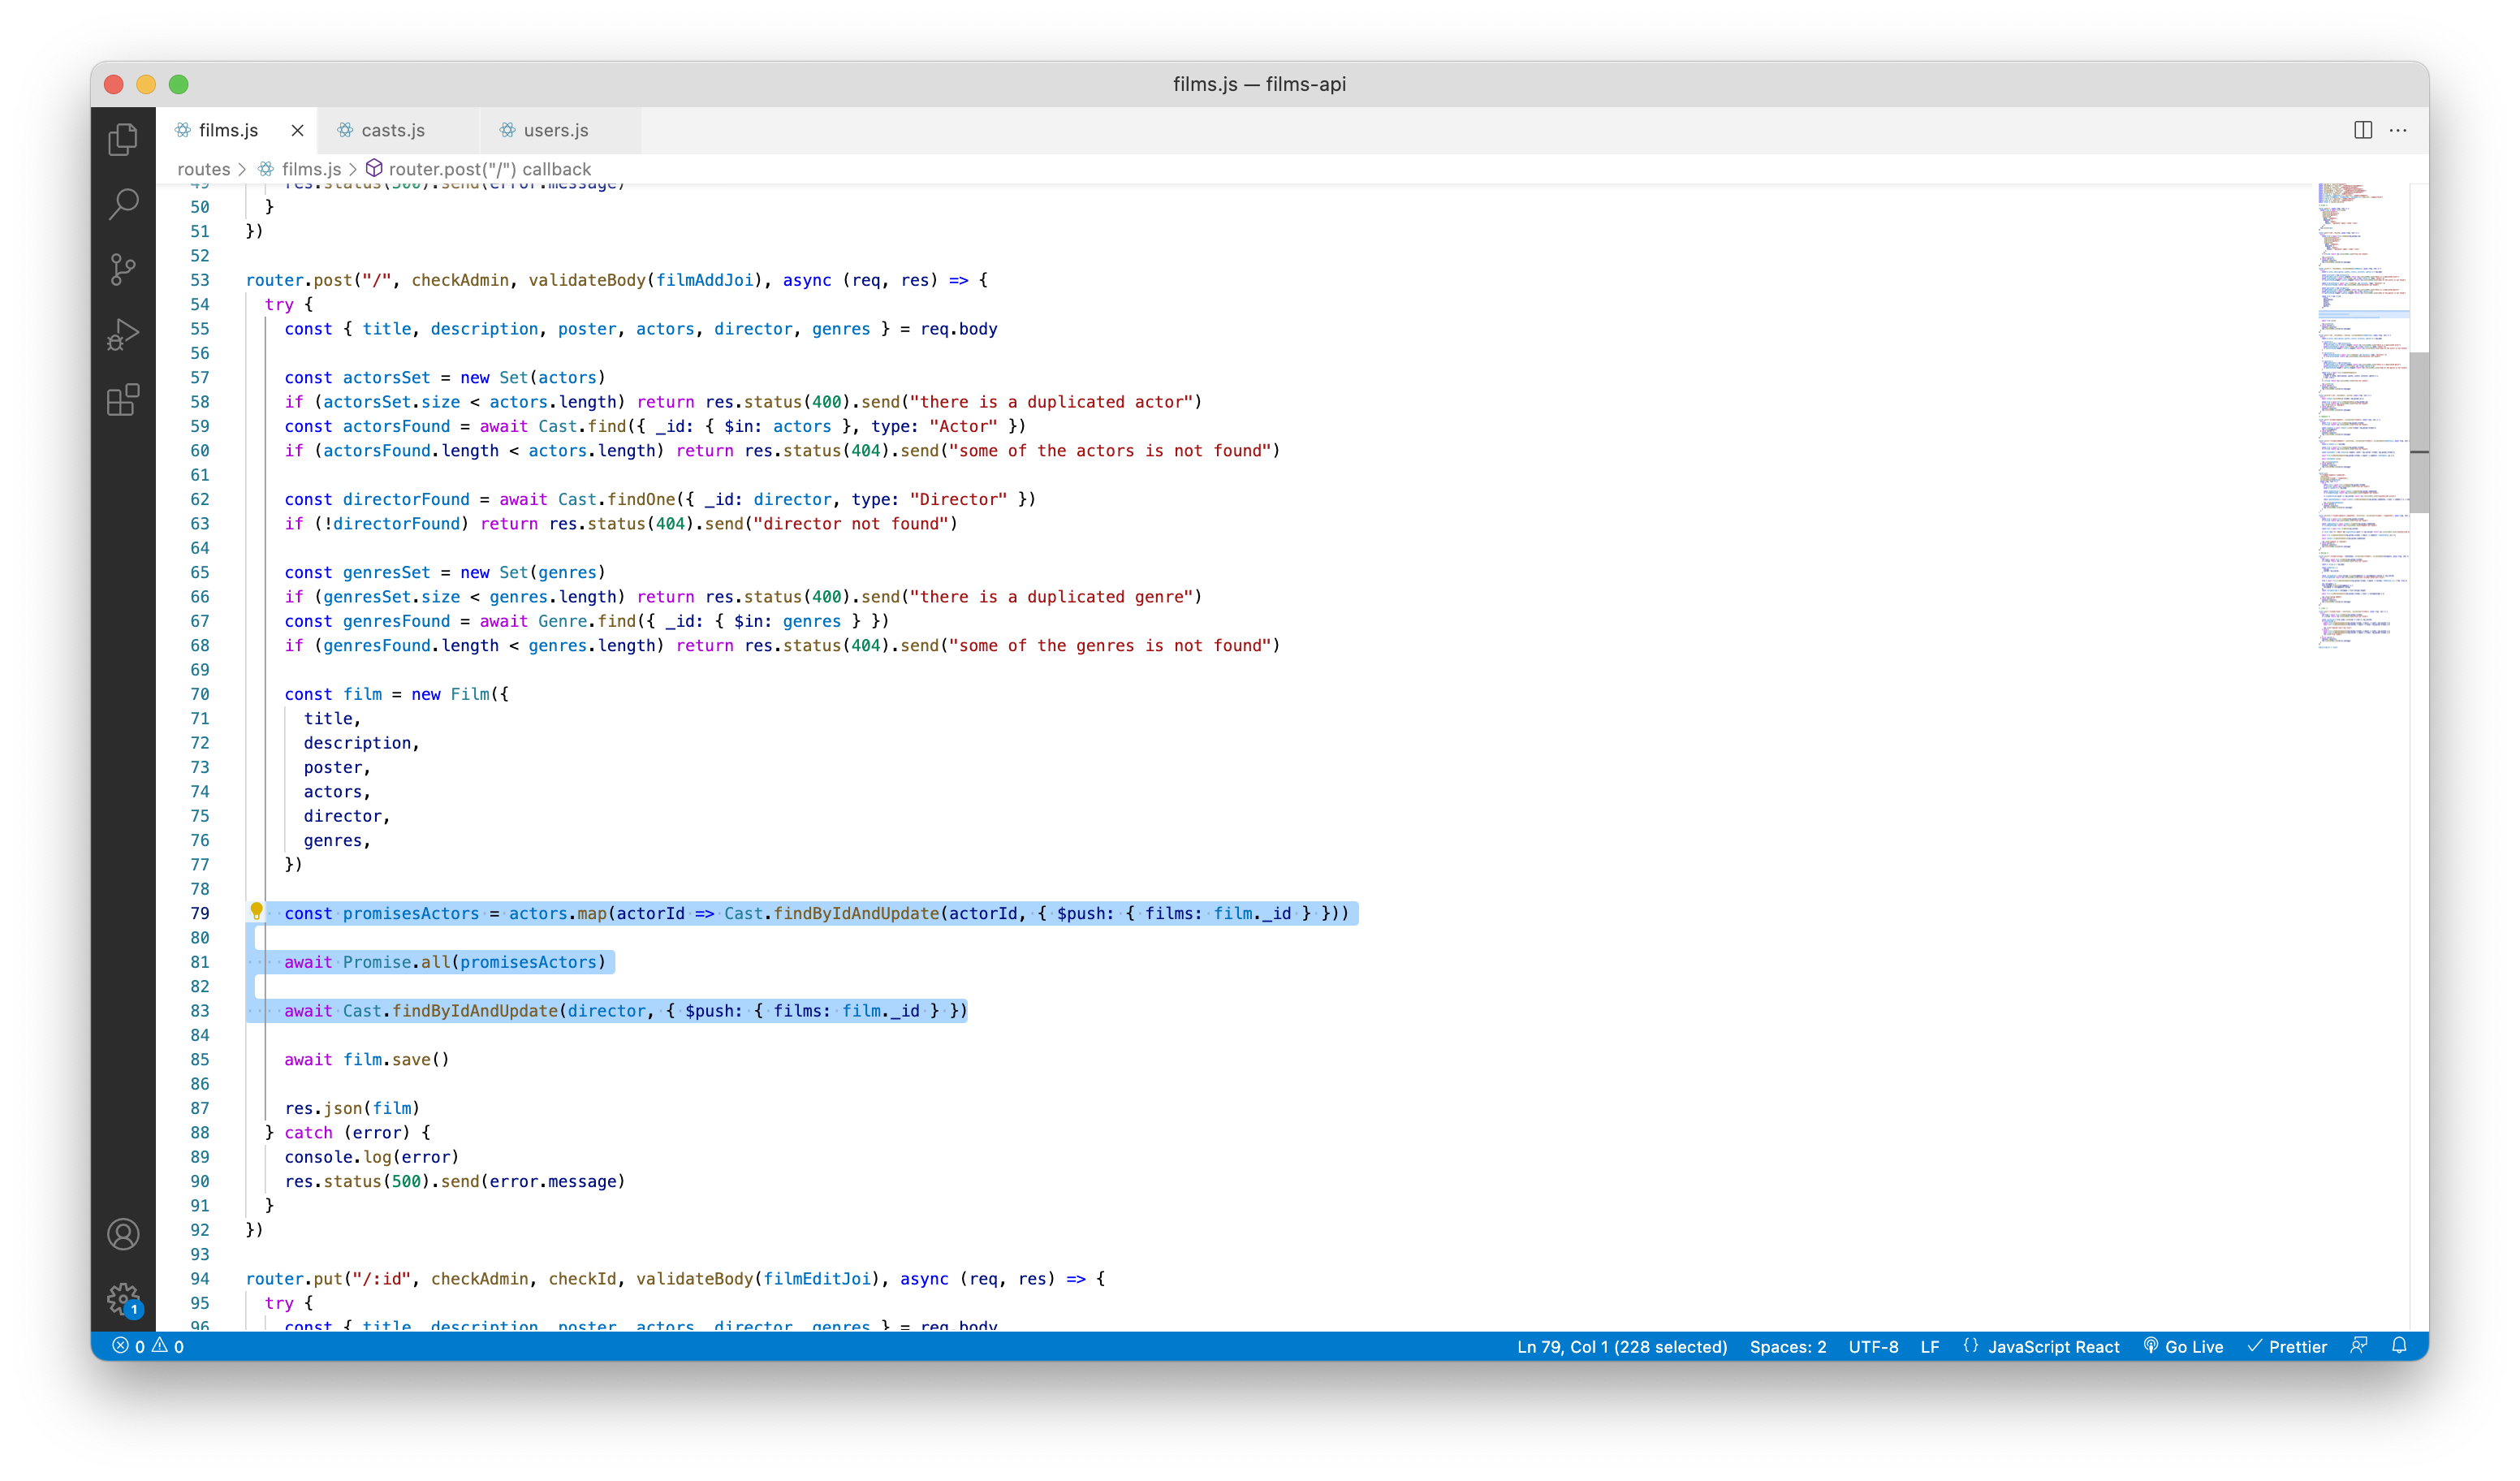 films.js — films-api
films.js casts.js users.js
routes > films.js > router.post("/") callback
49 res.status(500).send(error.message)
50 }
51 })
52
53 router.post("/", checkAdmin, validateBody(filmAddJoi), async (req, res) => {
54 try {
55 const { title, description, poster, actors, director, genres } = req.body
56
57 const actorsSet = new Set(actors)
58 if (actorsSet.size < actors.length) return res.status(400).send("there is a duplicated actor")
59 const actorsFound = await Cast.find({ _id: { $in: actors }, type: "Actor" })
60 if (actorsFound.length < actors.length) return res.status(404).send("some of the actors is not found")
61
62 const directorFound = await Cast.findOne({ _id: director, type: "Director" })
63 if (!directorFound) return res.status(404).send("director not found")
64
65 const genresSet = new Set(genres)
66 if (genresSet.size < genres.length) return res.status(400).send("there is a duplicated genre")
67 const genresFound = await Genre.find({ _id: { $in: genres } })
68 if (genresFound.length < genres.length) return res.status(404).send("some of the genres is not found")
69
70 const film = new Film({
71 title,
72 description,
73 poster,
74 actors,
75 director,
76 genres,
77 })
78
79 const promisesActors = actors.map(actorId => Cast.findByIdAndUpdate(actorId, { $push: { films: film._id } }))
80
81 await Promise.all(promisesActors)
82
83 await Cast.findByIdAndUpdate(director, { $push: { films: film._id } })
84
85 await film.save()
86
87 res.json(film)
88 } catch (error) {
89 console.log(error)
90 res.status(500).send(error.message)
91 }
92 })
93
94 router.put("/:id", checkAdmin, checkId, validateBody(filmEditJoi), async (req, res) => {
95 try {
96 const { title, description, poster, actors, director, genres } = req.body
1
0 0 Ln 79, Col 1 (228 selected) Spaces: 2 UTF-8 LF {} JavaScript React Go Live Prettier